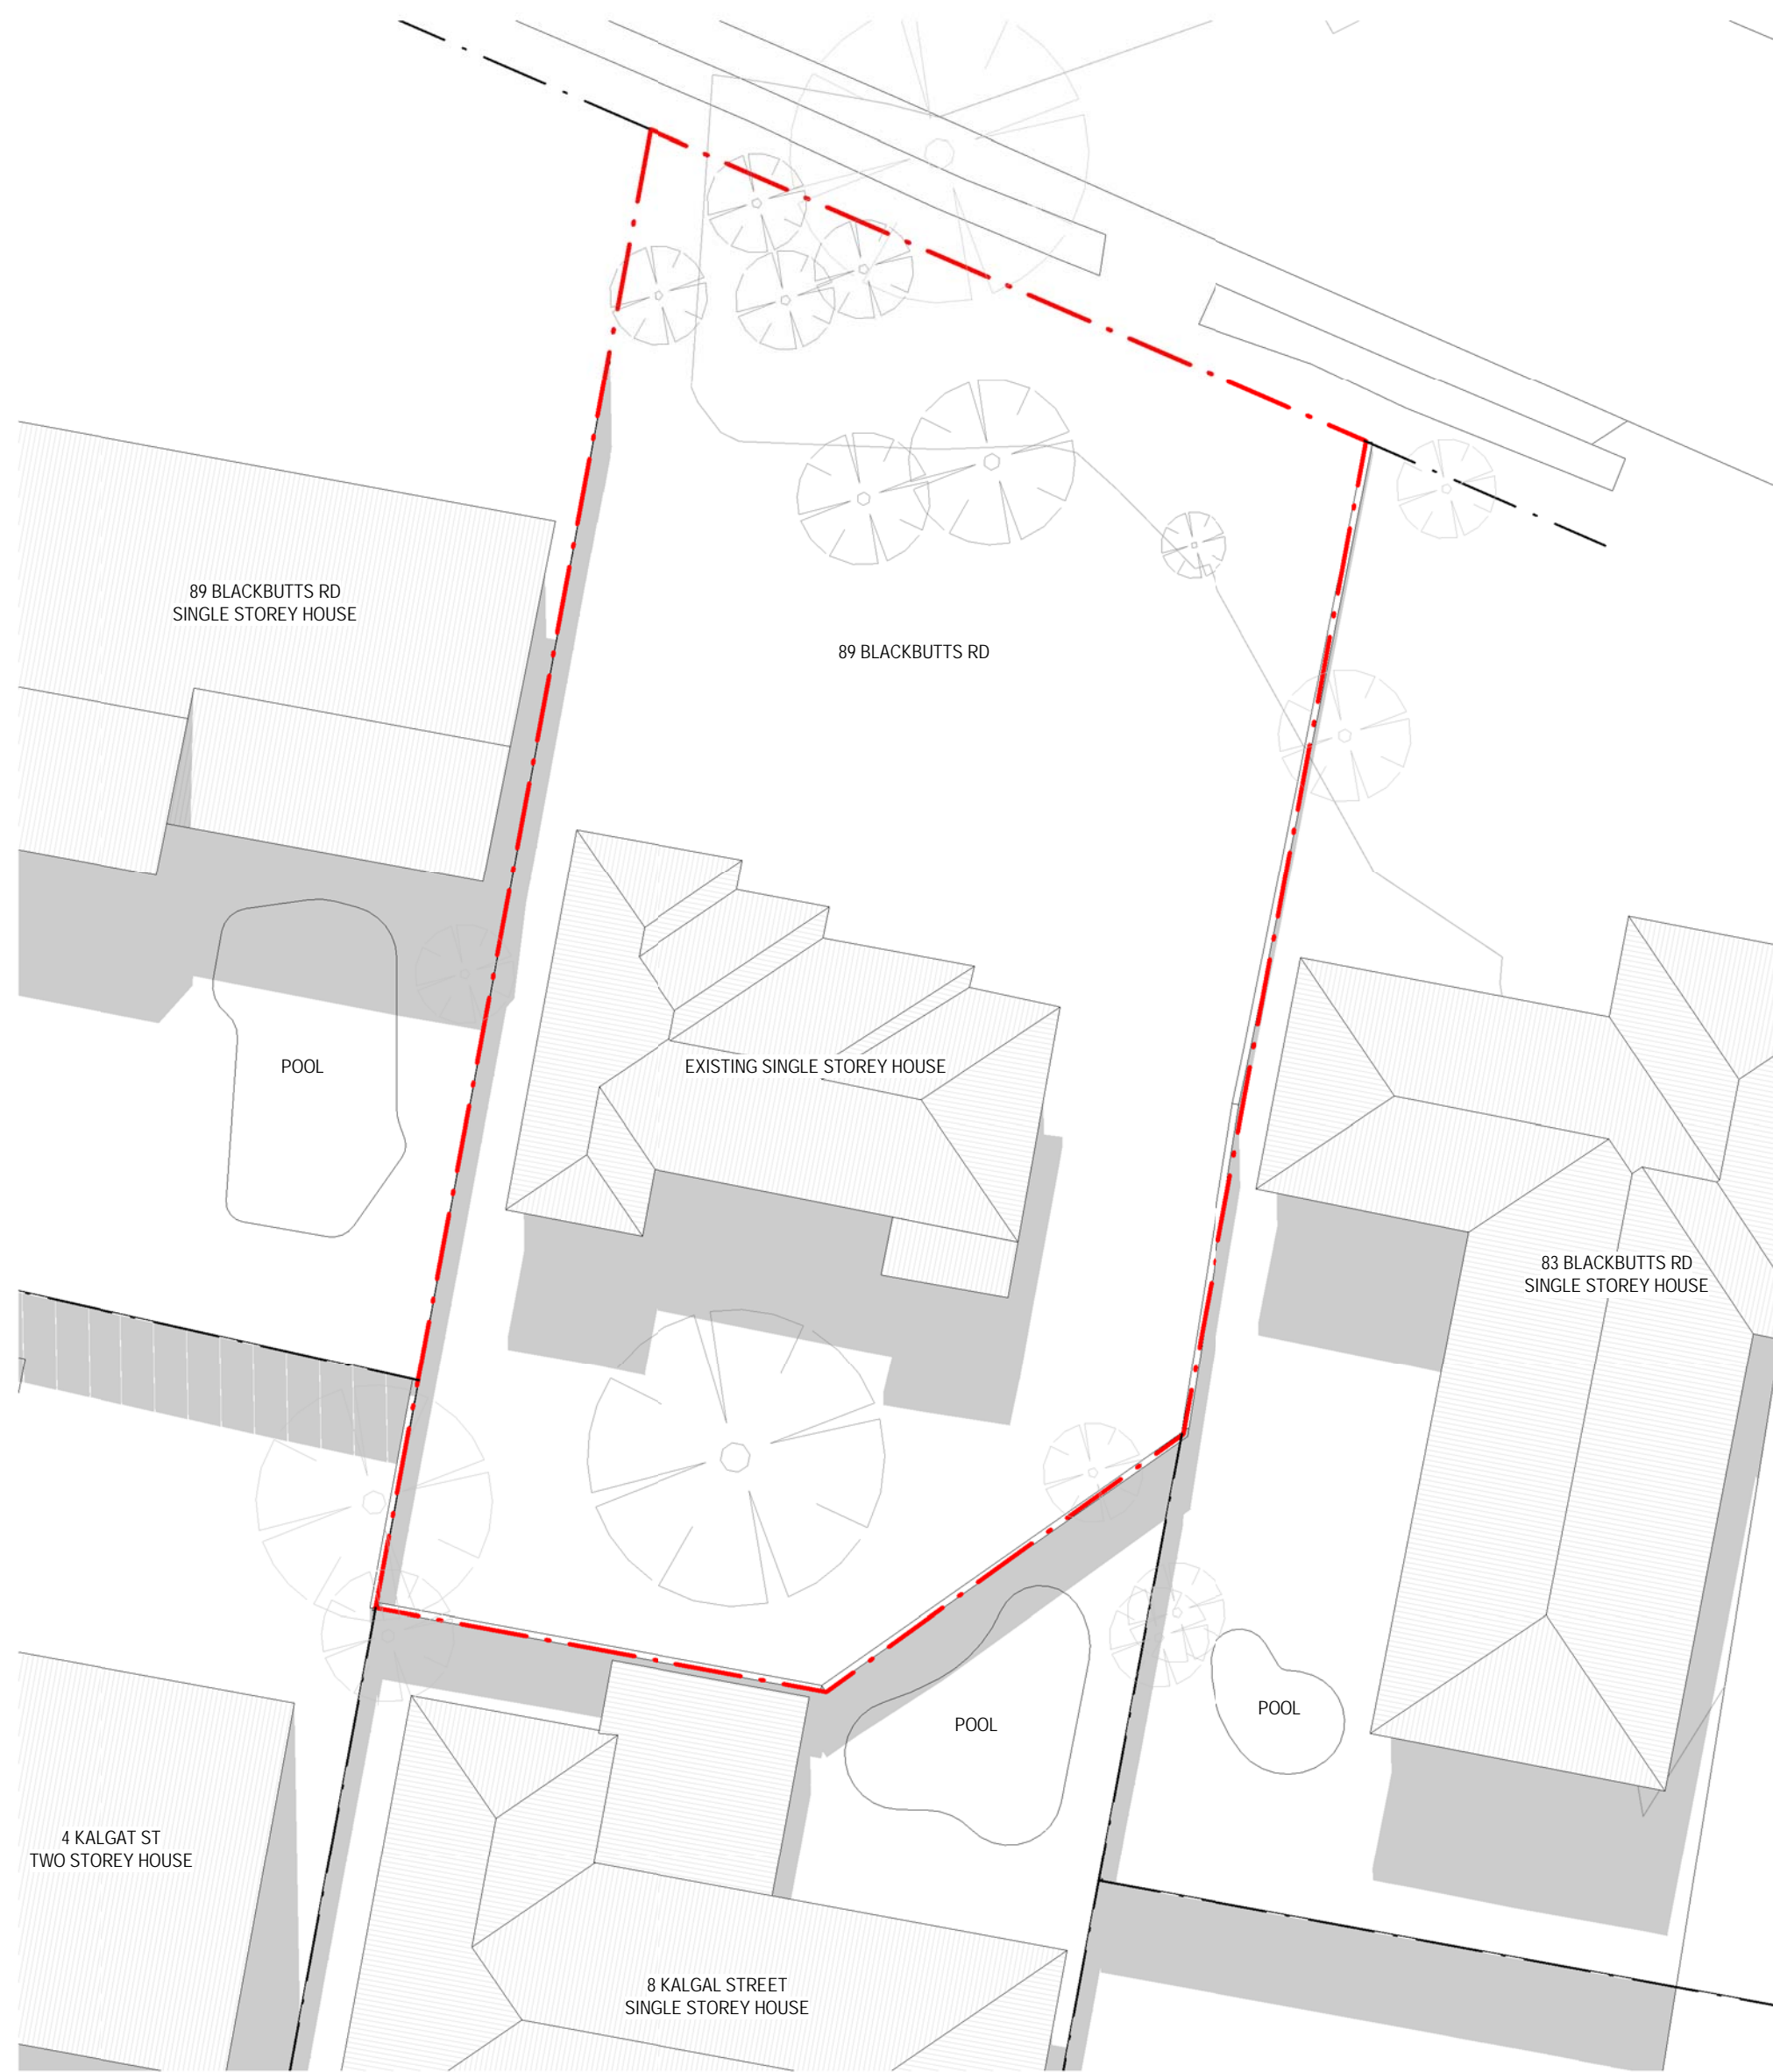 89 BLACKBUTTS RD
SINGLE STOREY HOUSE
89 BLACKBUTTS RD
POOL
EXISTING SINGLE STOREY HOUSE
83 BLACKBUTTS RD
SINGLE STOREY HOUSE
POOL
POOL
4 KALGAT ST
TWO STOREY HOUSE
8 KALGAL STREET
SINGLE STOREY HOUSE